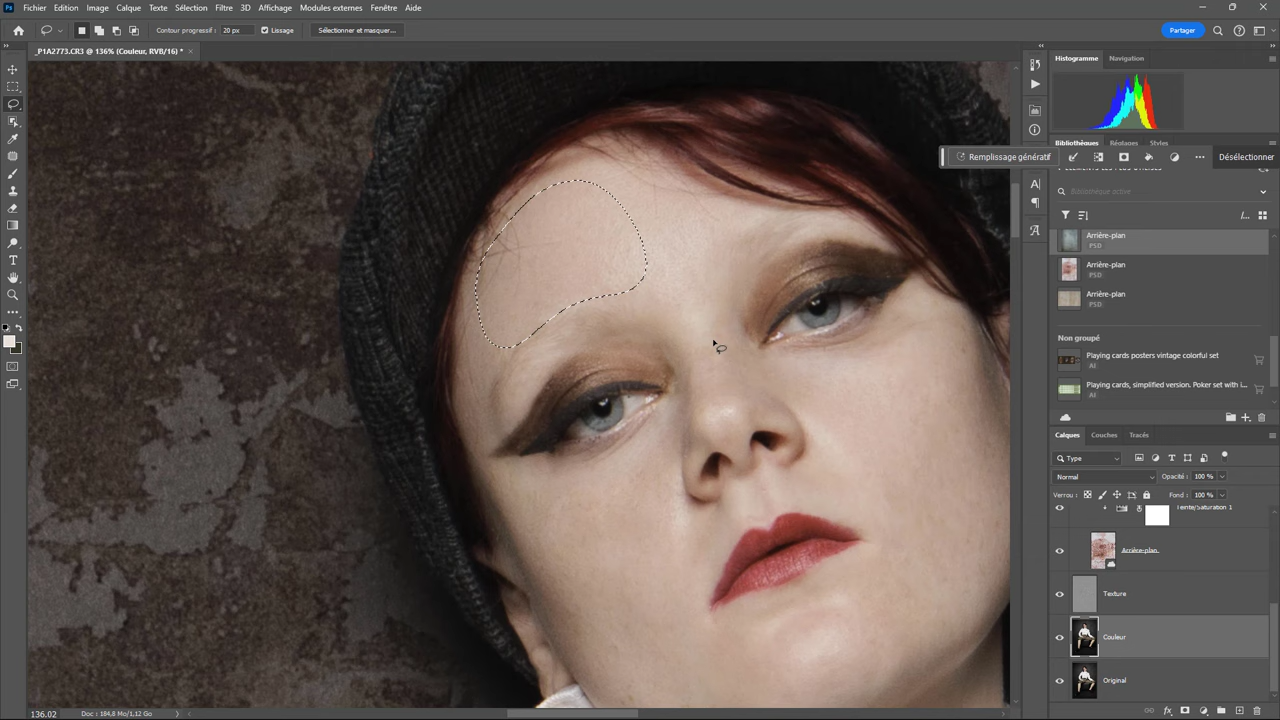 Ps Fichier Edition Image Calque Texte Sélection Filtre 3D Affichage Modules externes Fenêtre Aide
Contour progressif : 20 px Lissage Sélectionner et masquer... Partager
_P1A2773.CR3 @ 136% (Couleur, RVB/16) * ×
Histogramme Navigation
Bibliothèques Réglages Styles
Remplissage génératif Désélectionner
Bibliothèque active
Arrière-plan
PSD
Arrière-plan
PSD
Arrière-plan
PSD
Non groupé
Playing cards posters vintage colorful set
AI
Playing cards, simplified version. Poker set with i...
AI
Calques Couches Tracés
Type
Normal Opacité : 100 %
Verrou : Fond : 100 %
Teinte/Saturation 1
Arrière-plan
Texture
Couleur
Original
136.02 Doc : 184,8 Mo/1,12 Go